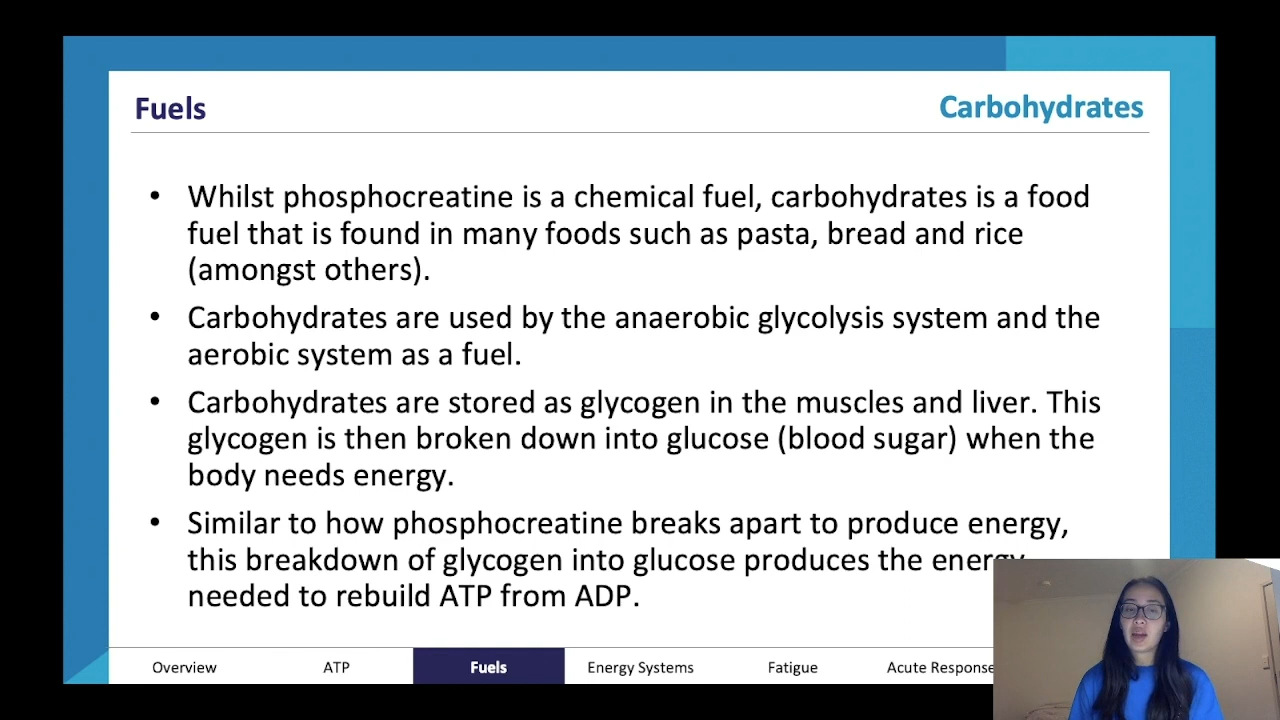 Fuels
Carbohydrates
• Whilst phosphocreatine is a chemical fuel, carbohydrates is a food
fuel that is found in many foods such as pasta, bread and rice
(amongst others).
• Carbohydrates are used by the anaerobic glycolysis system and the
aerobic system as a fuel.
• Carbohydrates are stored as glycogen in the muscles and liver. This
glycogen is then broken down into glucose (blood sugar) when the
body needs energy.
• Similar to how phosphocreatine breaks apart to produce energy,
this breakdown of glycogen into glucose produces the energy
needed to rebuild ATP from ADP.
Overview
ATP
Fuels
Energy Systems
Fatigue
Acute Response